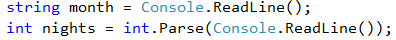 string month = Console.ReadLine();
int nights = int.Parse(Console.ReadLine());